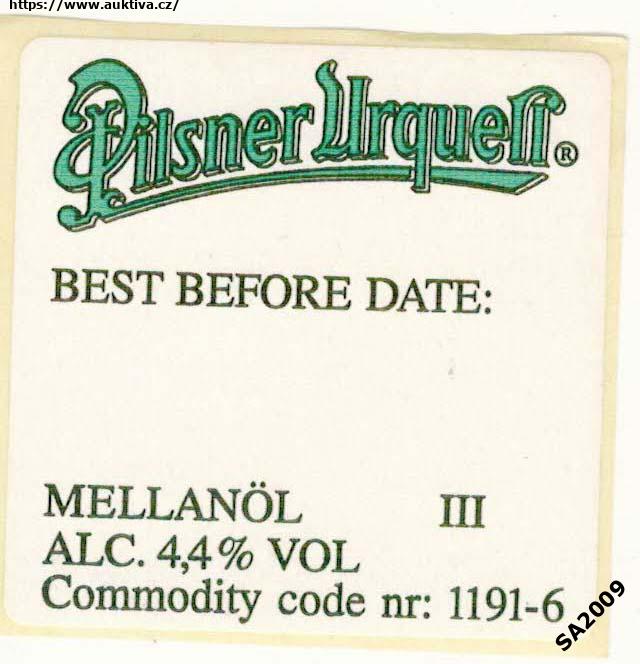 https://www.auktiva.cz/
Pilsner Urquell®
BEST BEFORE DATE:
MELLANÖL III
ALC. 4,4% VOL
Commodity code nr: 1191-6
SA2009